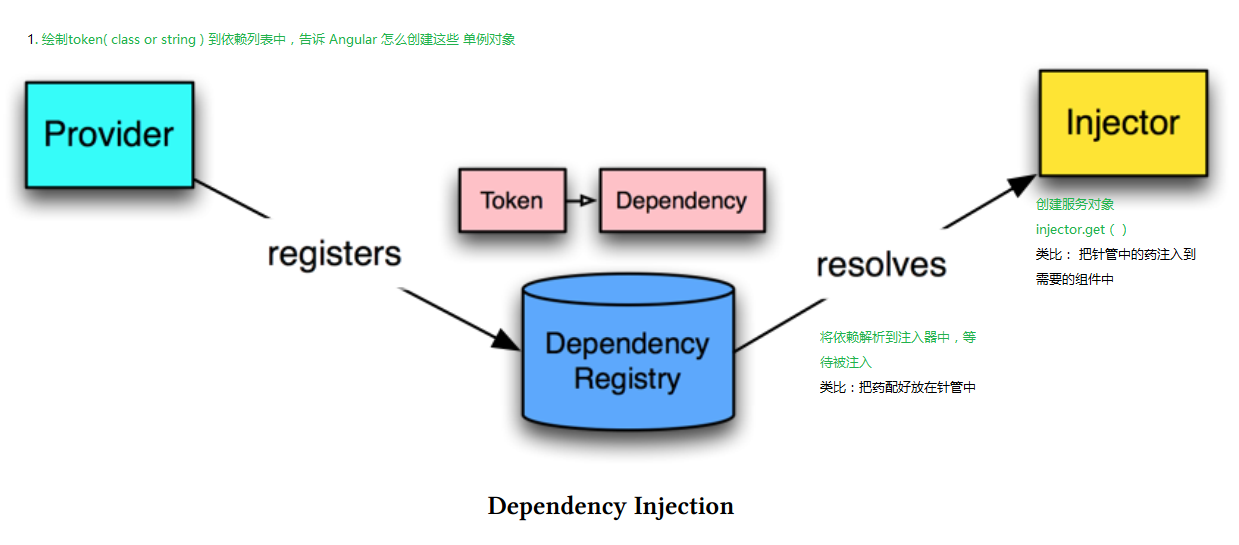 1. 绘制token( class or string ) 到依赖列表中，告诉 Angular 怎么创建这些 单例对象
Provider
Injector
Token
Dependency
registers
resolves
创建服务对象
injector.get ( )
类比： 把针管中的药注入到
需要的组件中
Dependency
Registry
将依赖解析到注入器中，等
待被注入
类比：把药配好放在针管中
Dependency Injection